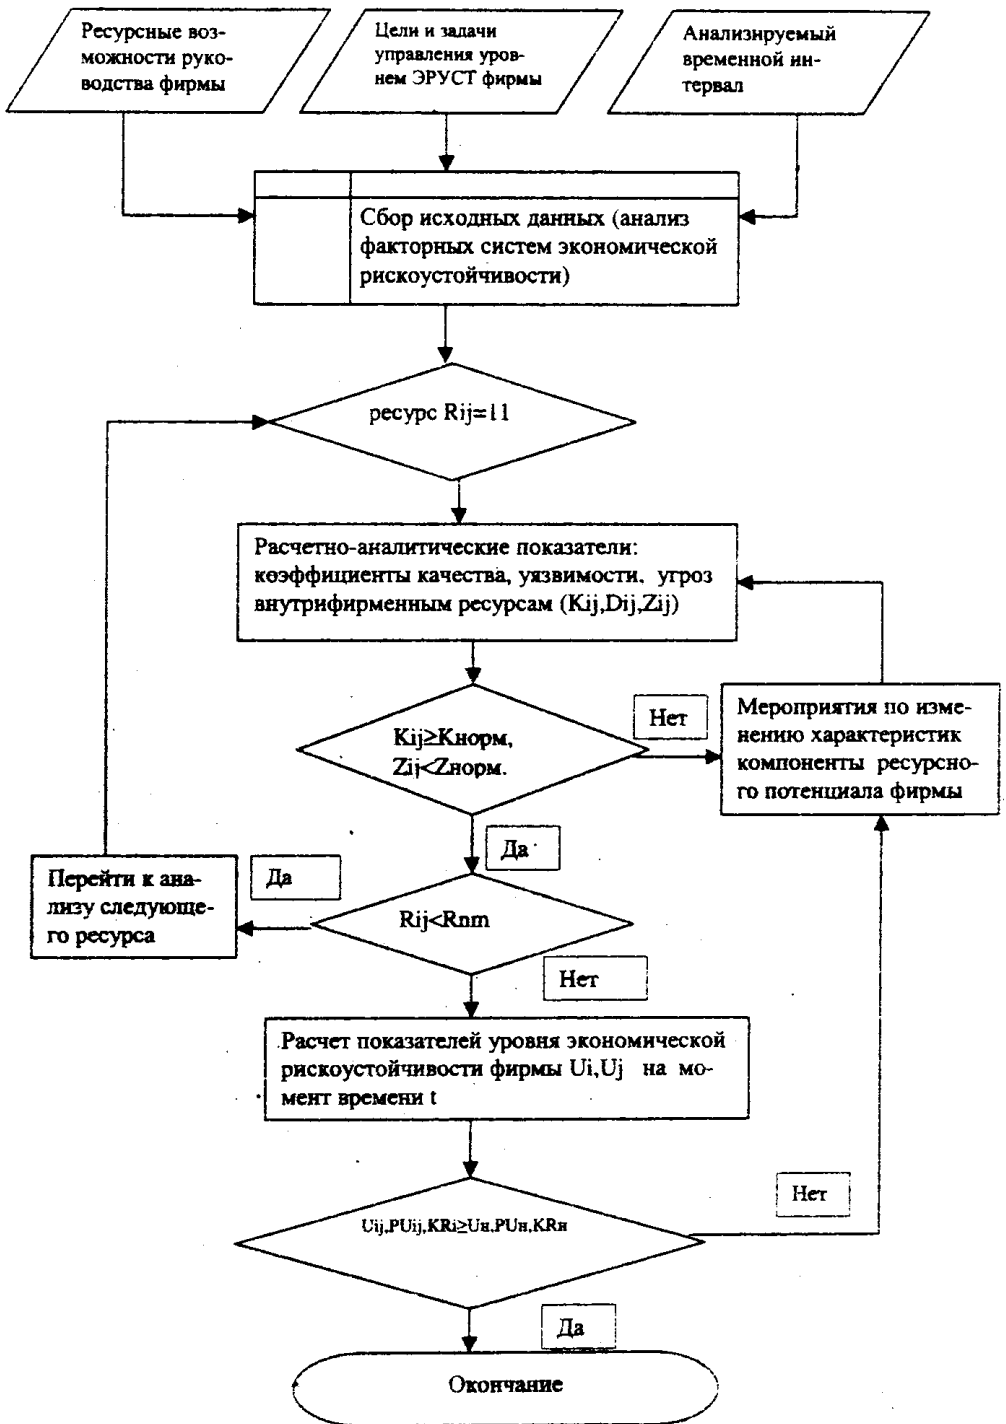 Ресурсные воз-
можности руко-
водства фирмы
Цели и задачи
управления уров-
нем ЭРУСТ фирмы
Анализируемый
временной ин-
тервал
Сбор исходных данных (анализ
факторных систем экономической
рискоустойчивости)
ресурс Rij=11
Расчетно-аналитические показатели:
коэффициенты качества, уязвимости, угроз
внутрифирменным ресурсам (Kij,Dij,Zij)
Kij≥Kнорм,
Zij<Zнорм.
Нет
Мероприятия по изме-
нению характеристик
компоненты ресурсно-
го потенциала фирмы
Да
Перейти к ана-
лизу следующе-
го ресурса
Да
Rij<Rnm
Нет
Расчет показателей уровня экономической
рискоустойчивости фирмы Ui,Uj на мо-
мент времени t
Uij,PUij,KRi≥Uн,PUн,KRн
Нет
Да
Окончание